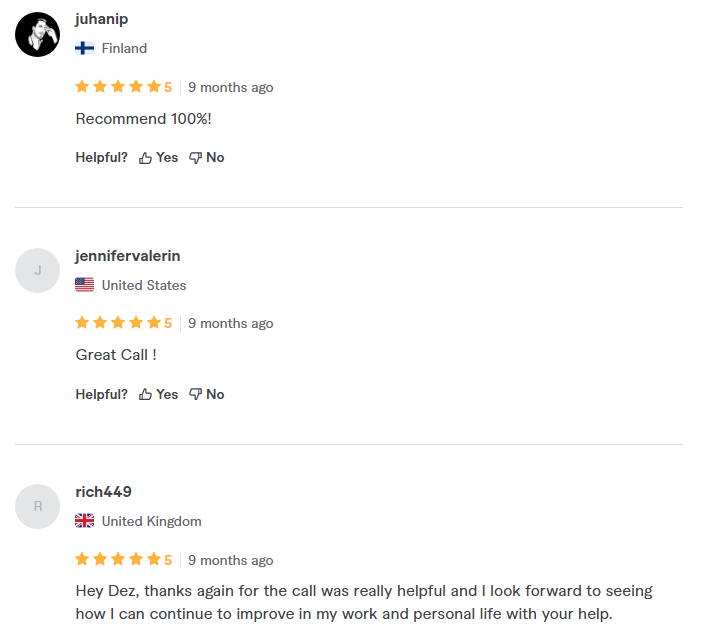 juhanip
Finland
5 9 months ago
Recommend 100%!
Helpful? Yes No
J
jennifervalerin
United States
5 9 months ago
Great Call !
Helpful? Yes No
R
rich449
United Kingdom
5 9 months ago
Hey Dez, thanks again for the call was really helpful and I look forward to seeing
how I can continue to improve in my work and personal life with your help.